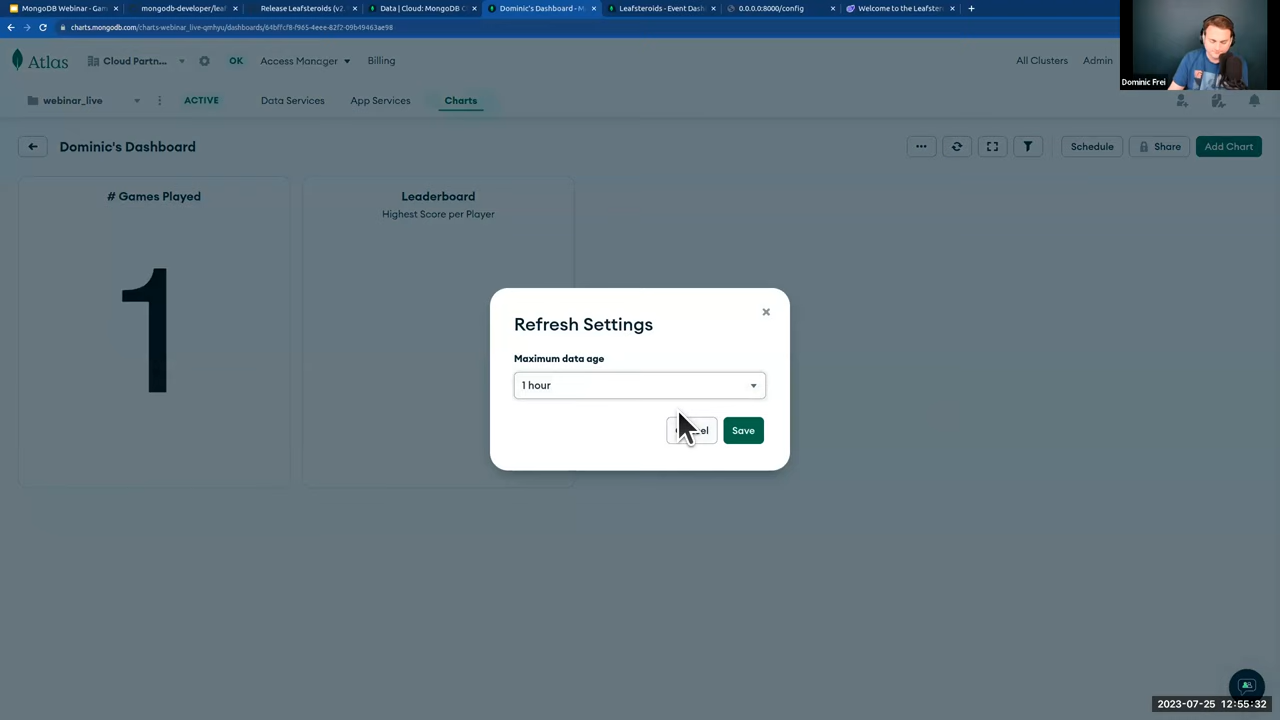 MongoDB Webinar - Gam
mongodb-developer/leaf
Release Leafsteroids (v2.
Data | Cloud: MongoDB C
Dominic's Dashboard - M
Leafsteroids - Event Dash
0.0.0.0:8000/config
Welcome to the Leafster
Atlas
Cloud Partn...
OK
Access Manager
Billing
All Clusters
Admin
Dominic Frei
webinar_live
ACTIVE
Data Services
App Services
Charts
Dominic's Dashboard
Schedule
Share
Add Chart
# Games Played
1
Leaderboard
Highest Score per Player
Refresh Settings
Maximum data age
1 hour
Save
2023-07-25 12:55:32